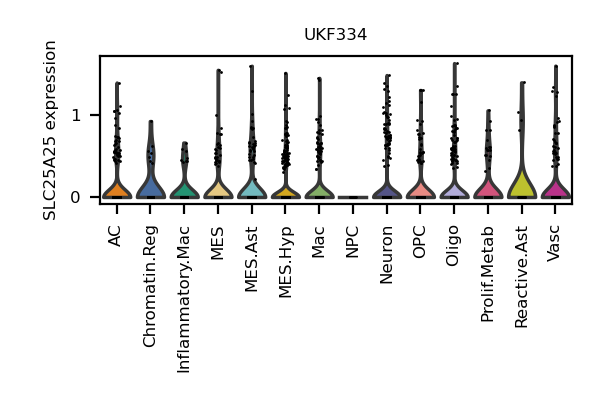 UKF334
SLC25A25 expression
1
0
AC
Chromatin.Reg
Inflammatory.Mac
MES
MES.Ast
MES.Hyp
Mac
NPC
Neuron
OPC
Oligo
Prolif.Metab
Reactive.Ast
Vasc